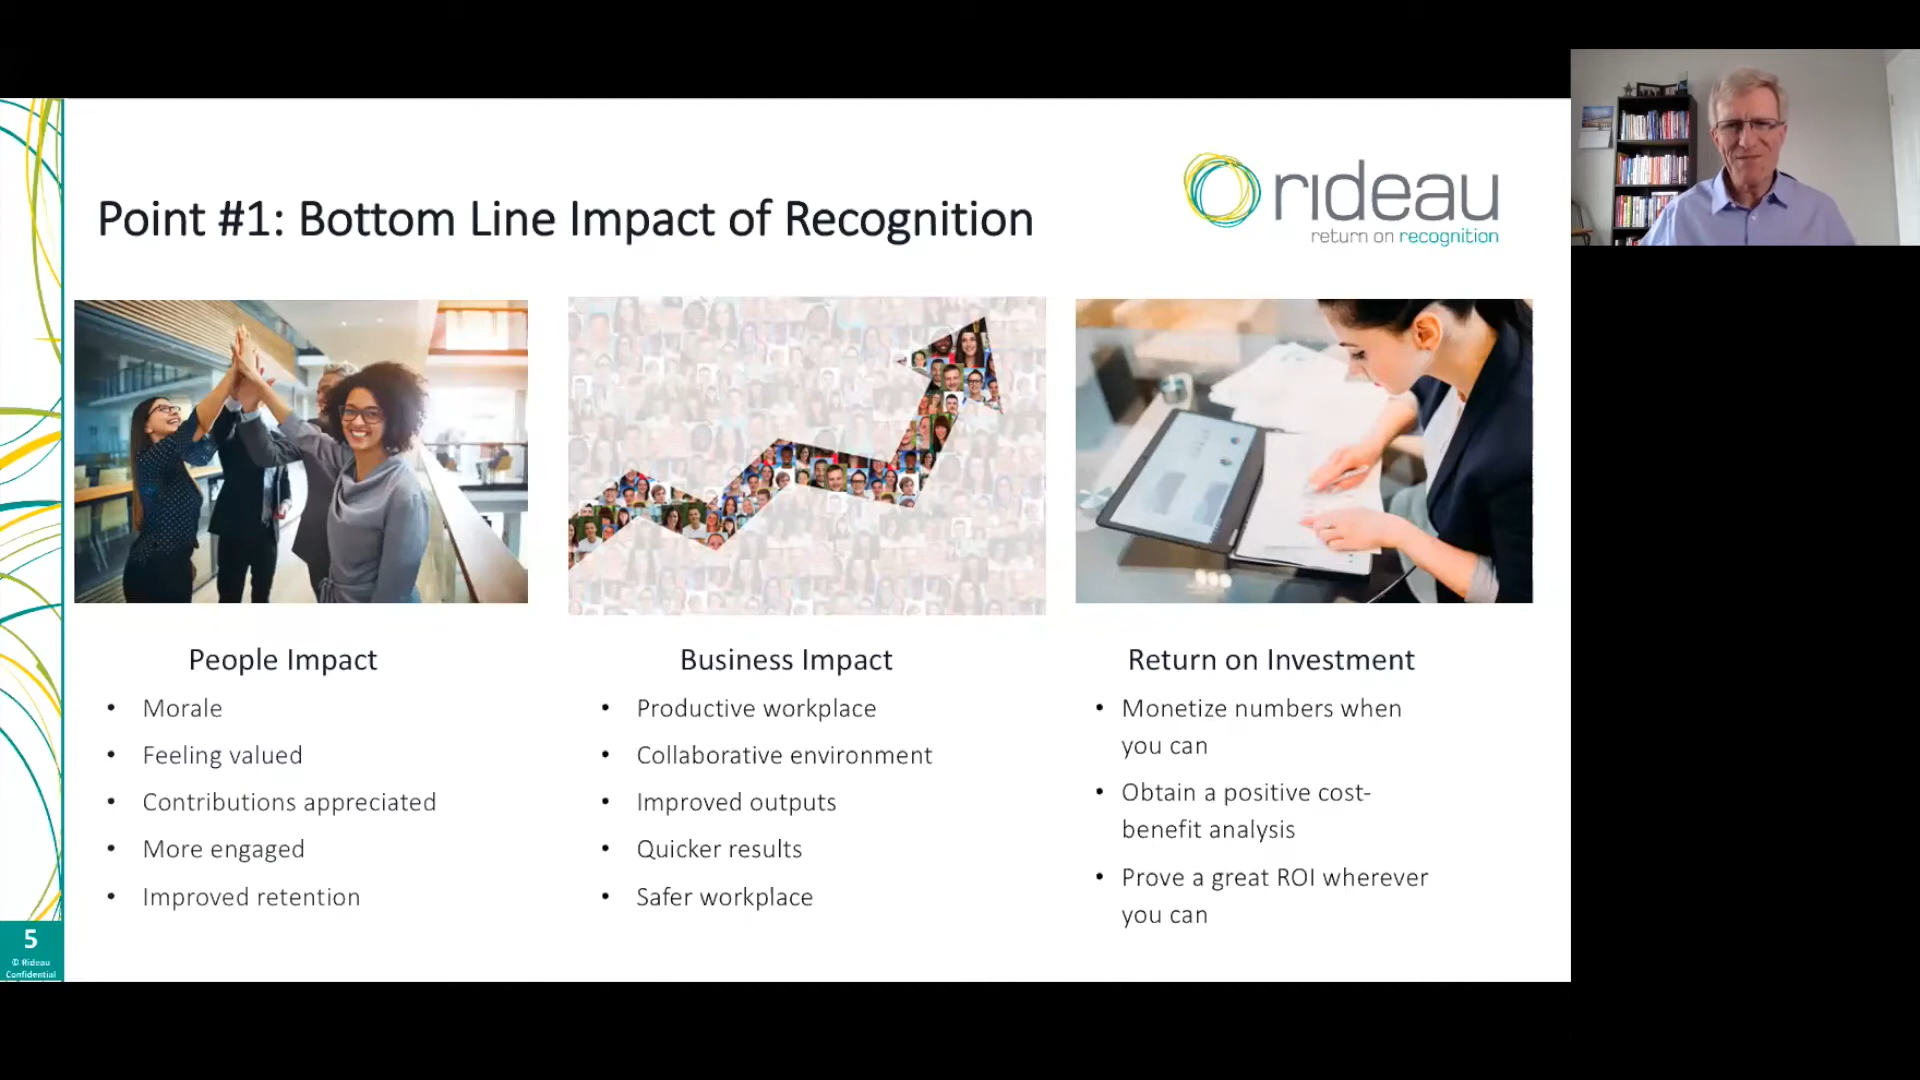 Point #1: Bottom Line Impact of Recognition
rideau
return on recognition
People Impact
• Morale
• Feeling valued
• Contributions appreciated
• More engaged
• Improved retention
Business Impact
• Productive workplace
• Collaborative environment
• Improved outputs
• Quicker results
• Safer workplace
Return on Investment
• Monetize numbers when
you can
• Obtain a positive cost-
benefit analysis
• Prove a great ROI wherever
you can
5
© Rideau
Confidential